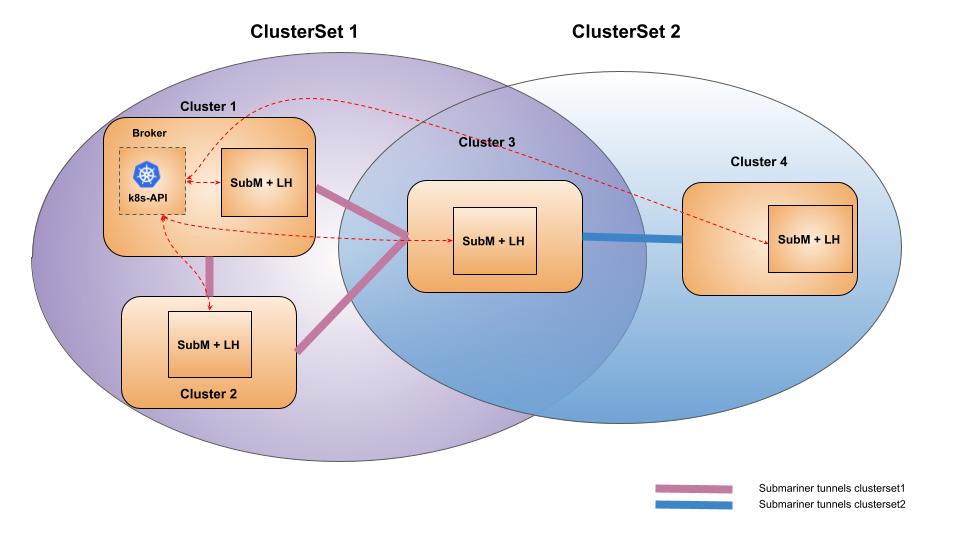 ClusterSet 1
ClusterSet 2
Cluster 1
Broker
k8s-API
SubM + LH
Cluster 3
SubM + LH
Cluster 4
SubM + LH
SubM + LH
Cluster 2
Submariner tunnels clusterset1
Submariner tunnels clusterset2